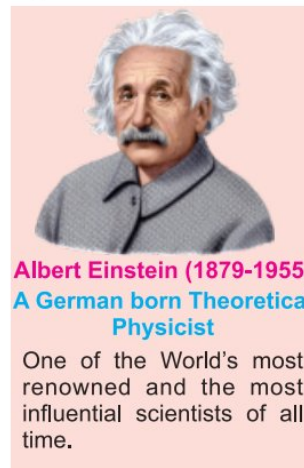 Albert Einstein (1879-1955
A German born Theoretica
Physicist
One of the World's most
renowned and the most
influential scientists of all
time.